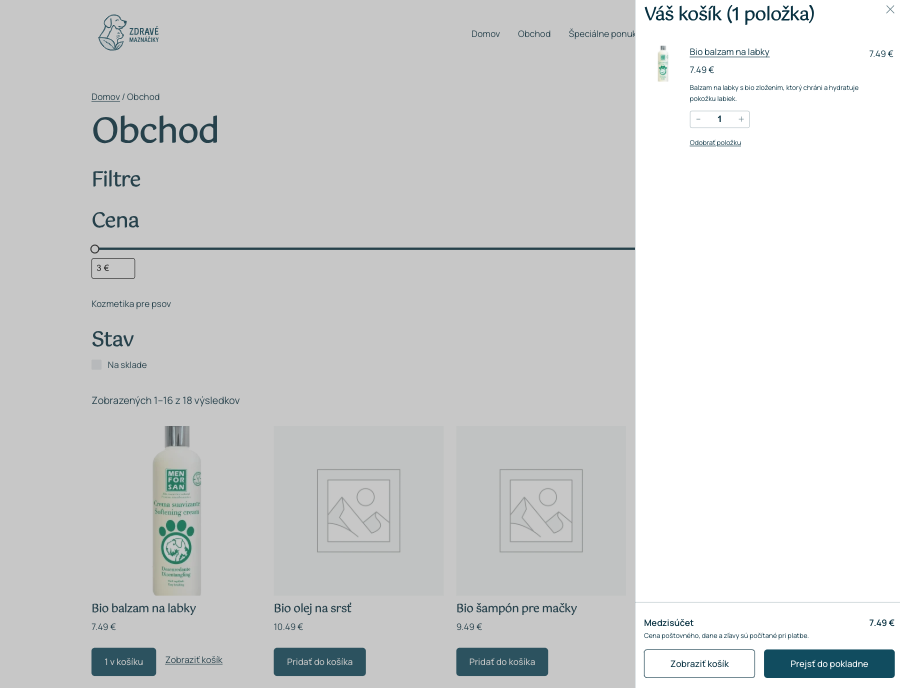 ZDRAVÉ
MAZNÁČIKY
Domov
Obchod
Špeciálne
Domov / Obchod
Obchod
Filtre
Cena
3 €
Kozmetika pre psov
Stav
Na sklade
Zobrazených 1–16 z 18 výsledkov
MEN
FOR
SAN
Softening cream
Bio balzam na labky
7.49 €
1 v košíku
Zobraziť košík
Bio olej na srsť
10.49 €
Pridať do košíka
Bio šampón pre mačky
9.49 €
Pridať do košíka
Váš košík (1 položka)
Bio balzam na labky
7.49 €
7.49 €
Balzam na labky s bio zložením, ktorý chráni a hydratuje
pokožku labiek.
− 1 +
Odobrať položku
Medzisúčet
7.49 €
Cena poštovného, dane a zľavy sú počítané pri platbe.
Zobraziť košík
Prejsť do pokladne